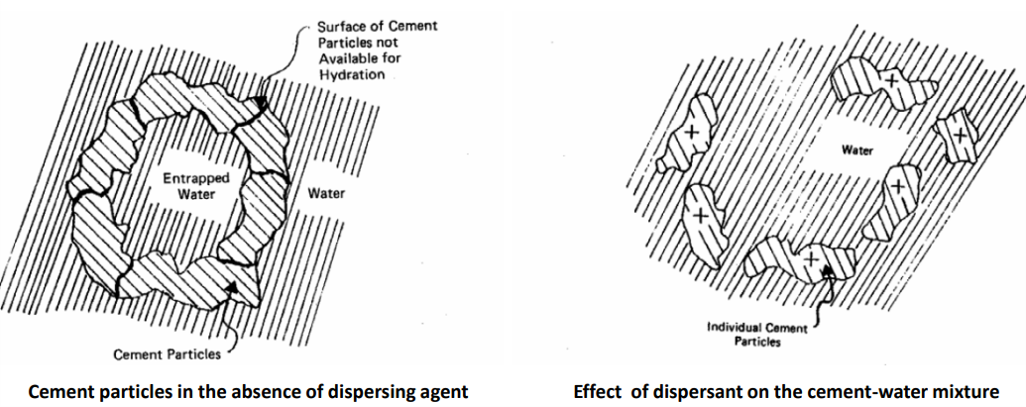 Surface of Cement
Particles not
Available for
Hydration
Entrapped
Water
Water
Cement Particles
Cement particles in the absence of dispersing agent
+
+
+
+
Water
+
+
Individual Cement
Particles
Effect of dispersant on the cement-water mixture